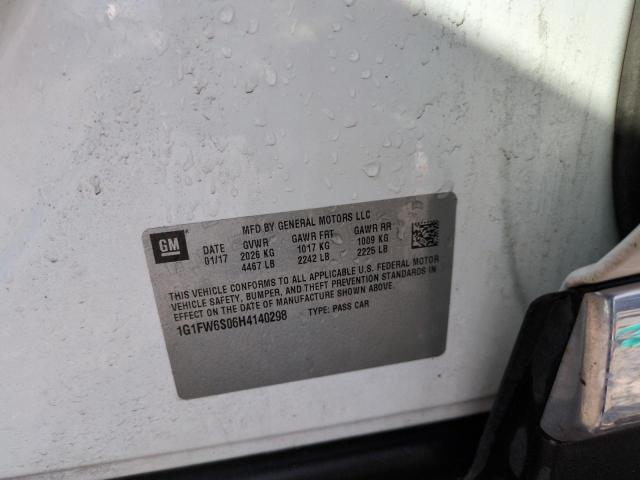 GM
MFD BY GENERAL MOTORS LLC
DATE GVWR GAWR FRT GAWR RR
01/17 2026 KG 1017 KG 1009 KG
4467 LB 2242 LB 2225 LB
THIS VEHICLE CONFORMS TO ALL APPLICABLE U.S. FEDERAL MOTOR
VEHICLE SAFETY, BUMPER, AND THEFT PREVENTION STANDARDS IN
EFFECT ON THE DATE OF MANUFACTURE SHOWN ABOVE.
1G1FW6S06H4140298 TYPE: PASS CAR